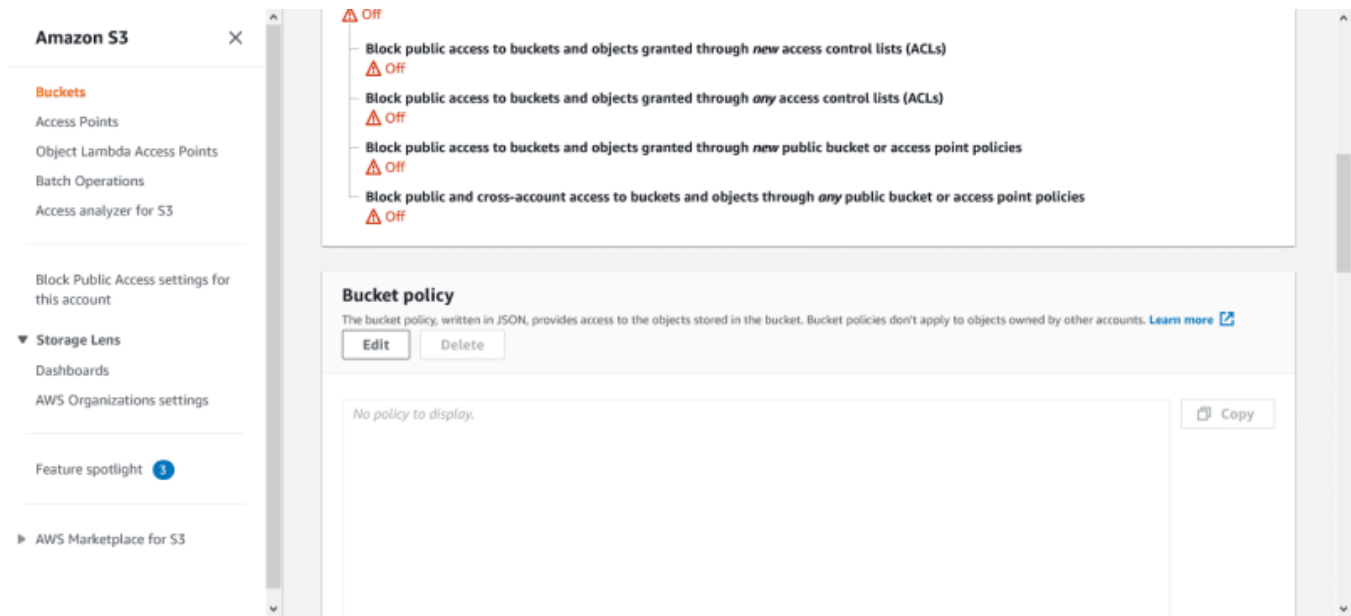 Amazon S3
Buckets
Access Points
Object Lambda Access Points
Batch Operations
Access analyzer for S3
Block Public Access settings for
this account
Storage Lens
Dashboards
AWS Organizations settings
Feature spotlight 3
AWS Marketplace for S3
Off
Block public access to buckets and objects granted through new access control lists (ACLs)
Off
Block public access to buckets and objects granted through any access control lists (ACLs)
Off
Block public access to buckets and objects granted through new public bucket or access point policies
Off
Block public and cross-account access to buckets and objects through any public bucket or access point policies
Off
Bucket policy
The bucket policy, written in JSON, provides access to the objects stored in the bucket. Bucket policies don't apply to objects owned by other accounts. Learn more
Edit Delete
No policy to display.
Copy